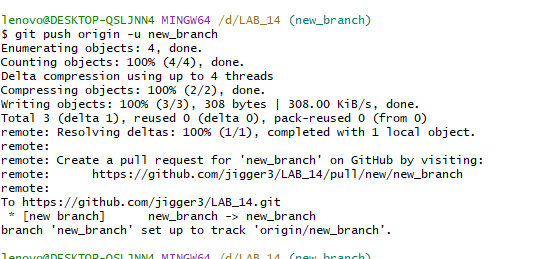 lenovo@DESKTOP-QSLJNN4 MINGW64 /d/LAB_14 (new_branch)
$ git push origin -u new_branch
Enumerating objects: 4, done.
Counting objects: 100% (4/4), done.
Delta compression using up to 4 threads
Compressing objects: 100% (2/2), done.
Writing objects: 100% (3/3), 308 bytes | 308.00 KiB/s, done.
Total 3 (delta 1), reused 0 (delta 0), pack-reused 0 (from 0)
remote: Resolving deltas: 100% (1/1), completed with 1 local object.
remote:
remote: Create a pull request for 'new_branch' on GitHub by visiting:
remote:      https://github.com/jigger3/LAB_14/pull/new/new_branch
remote:
To https://github.com/jigger3/LAB_14.git
 * [new branch]      new_branch -> new_branch
branch 'new_branch' set up to track 'origin/new_branch'.
lenovo@DESKTOP-QSLJNN4 MINGW64 /d/LAB_14 (new_branch)